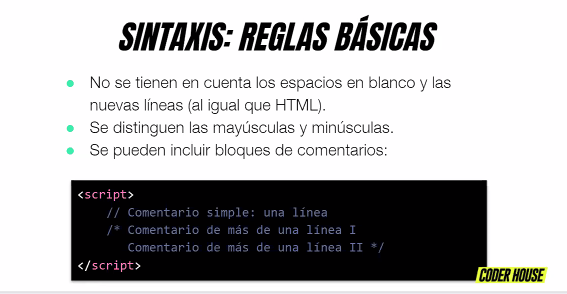 SINTAXIS: REGLAS BÁSICAS
No se tienen en cuenta los espacios en blanco y las
nuevas líneas (al igual que HTML).
Se distinguen las mayúsculas y minúsculas.
Se pueden incluir bloques de comentarios:
<script>
// Comentario simple: una línea
/* Comentario de más de una línea I
Comentario de más de una línea II */
</script>
CODER HOUSE